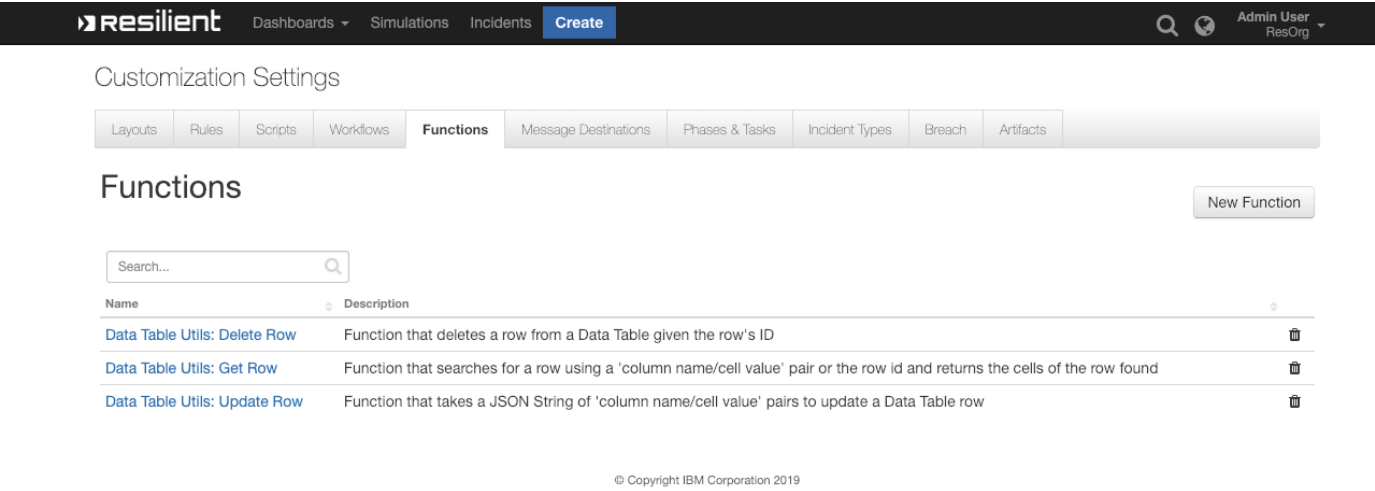 Resilient Dashboards Simulations Incidents Create Admin User
ResOrg
Customization Settings
Layouts Rules Scripts Workflows Functions Message Destinations Phases & Tasks Incident Types Breach Artifacts
Functions
New Function
Search...
Name Description
Data Table Utils: Delete Row Function that deletes a row from a Data Table given the row's ID
Data Table Utils: Get Row Function that searches for a row using a 'column name/cell value' pair or the row id and returns the cells of the row found
Data Table Utils: Update Row Function that takes a JSON String of 'column name/cell value' pairs to update a Data Table row
© Copyright IBM Corporation 2019